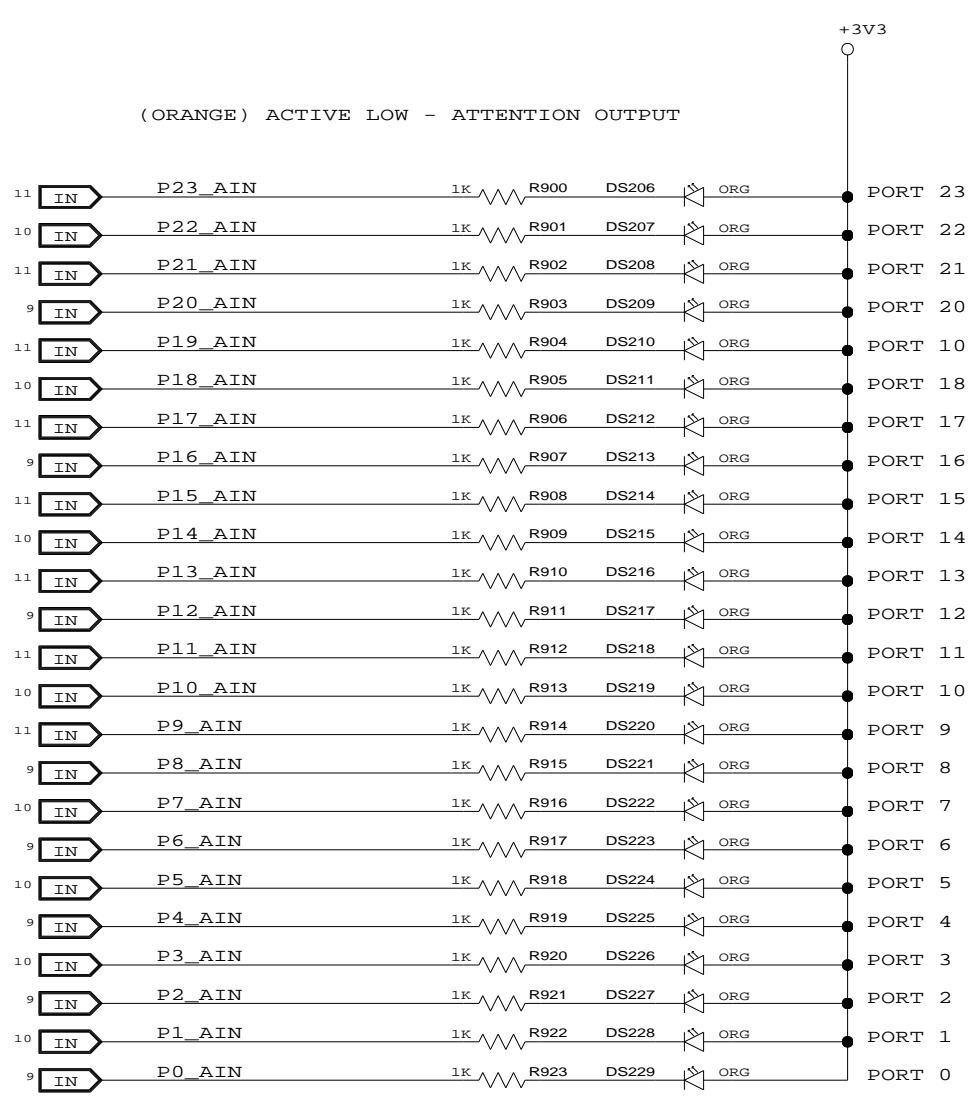 +3V3
(ORANGE) ACTIVE LOW - ATTENTION OUTPUT
11 IN P23_AIN 1K R900 DS206 ORG PORT 23
10 IN P22_AIN 1K R901 DS207 ORG PORT 22
11 IN P21_AIN 1K R902 DS208 ORG PORT 21
9 IN P20_AIN 1K R903 DS209 ORG PORT 20
11 IN P19_AIN 1K R904 DS210 ORG PORT 10
10 IN P18_AIN 1K R905 DS211 ORG PORT 18
11 IN P17_AIN 1K R906 DS212 ORG PORT 17
9 IN P16_AIN 1K R907 DS213 ORG PORT 16
11 IN P15_AIN 1K R908 DS214 ORG PORT 15
10 IN P14_AIN 1K R909 DS215 ORG PORT 14
11 IN P13_AIN 1K R910 DS216 ORG PORT 13
9 IN P12_AIN 1K R911 DS217 ORG PORT 12
11 IN P11_AIN 1K R912 DS218 ORG PORT 11
10 IN P10_AIN 1K R913 DS219 ORG PORT 10
11 IN P9_AIN 1K R914 DS220 ORG PORT 9
9 IN P8_AIN 1K R915 DS221 ORG PORT 8
10 IN P7_AIN 1K R916 DS222 ORG PORT 7
9 IN P6_AIN 1K R917 DS223 ORG PORT 6
10 IN P5_AIN 1K R918 DS224 ORG PORT 5
9 IN P4_AIN 1K R919 DS225 ORG PORT 4
10 IN P3_AIN 1K R920 DS226 ORG PORT 3
9 IN P2_AIN 1K R921 DS227 ORG PORT 2
10 IN P1_AIN 1K R922 DS228 ORG PORT 1
9 IN P0_AIN 1K R923 DS229 ORG PORT 0